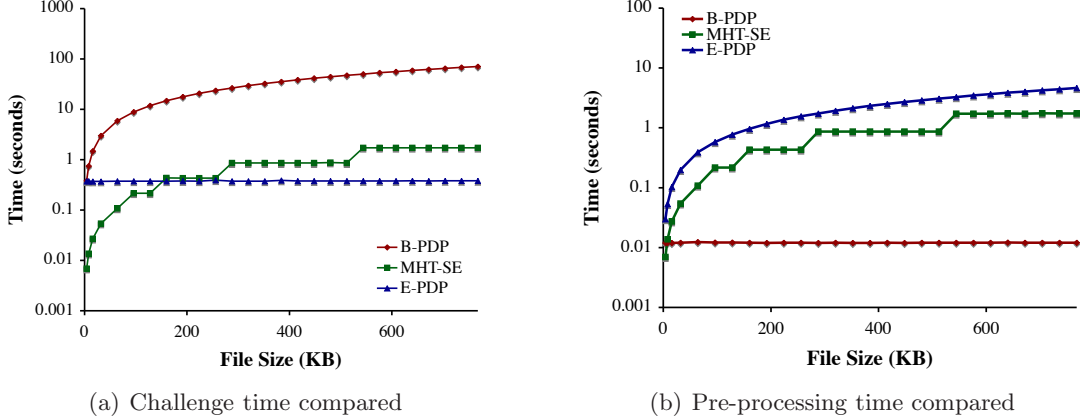 1000
100
10
1
0.1
0.01
0.001
Time (seconds)
B-PDP
MHT-SE
E-PDP
0 200 400 600
File Size (KB)
(a) Challenge time compared
100
10
1
0.1
0.01
0.001
Time (seconds)
B-PDP
MHT-SE
E-PDP
0 200 400 600
File Size (KB)
(b) Pre-processing time compared